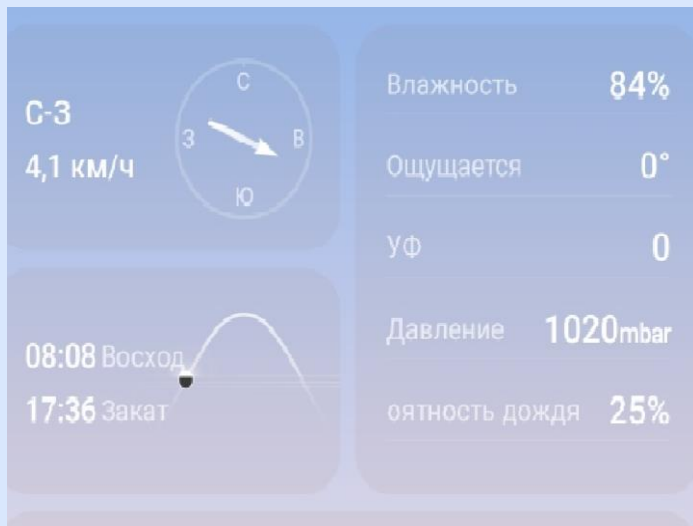 С-З
4,1 км/ч
С
З
В
Ю
08:08 Восход
17:36 Закат
Влажность 84%
Ощущается 0°
УФ 0
Давление 1020mbar
оятность дождя 25%